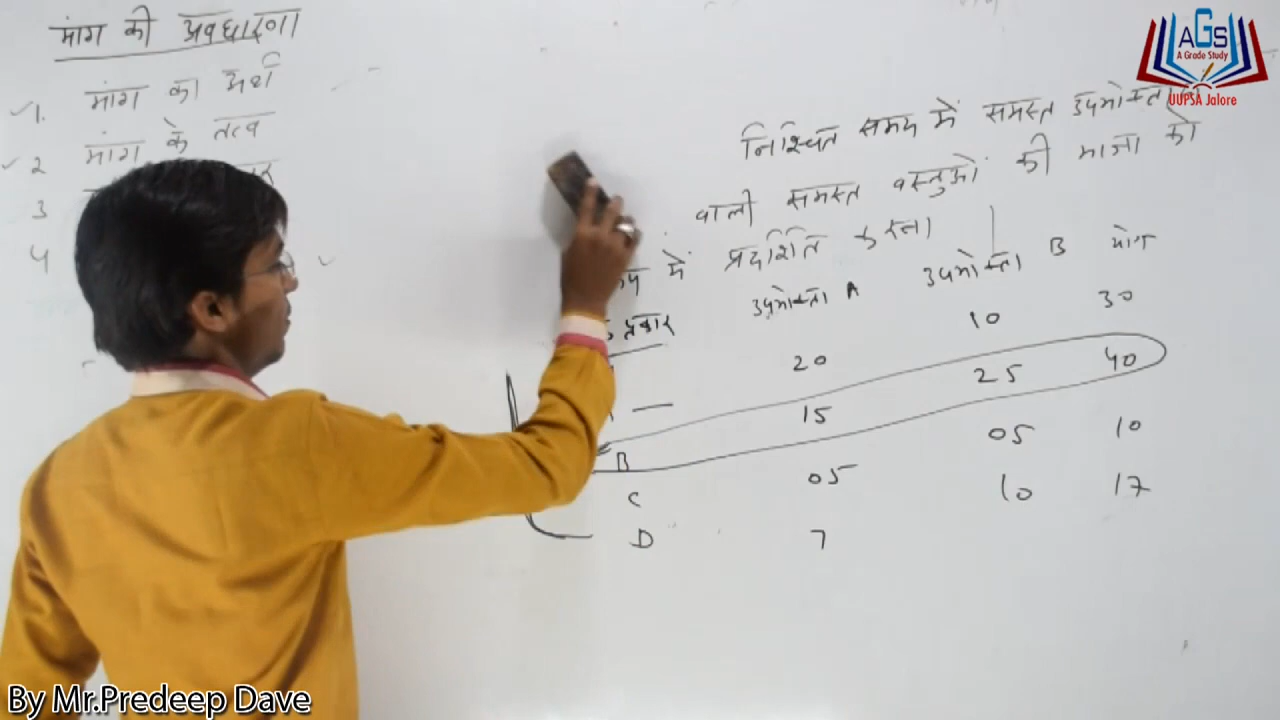 मांग की अवधारणा
1. मांग का अर्थ
2 मांग के तत्व
3
4
निश्चित समय में समस्त उपभोक्ता
वाली समस्त वस्तुओं की मात्रा को
में प्रदर्शित करना
प्रकार उपभोक्ता A उपभोक्ता B योग
20 10 30
B 15 25 40
C 05 05 10
D 7 10 17
AGS
A Grade Study
UUPSA Jalore
By Mr.Predeep Dave